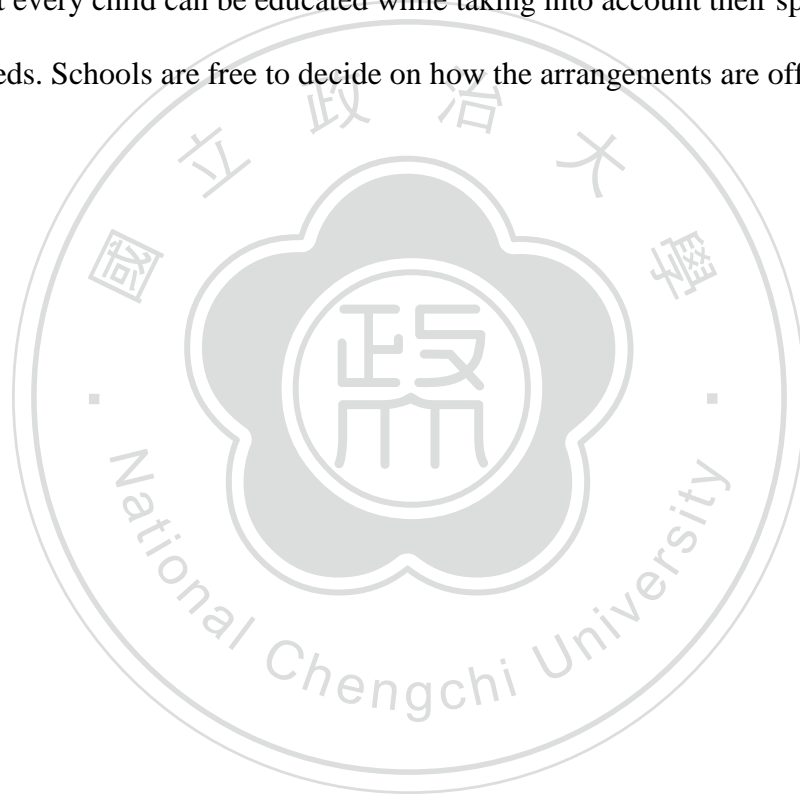 every child can be educated while taking into account their
eds. Schools are free to decide on how the arrangements are off
國立政治大學
政大
National Chengchi University